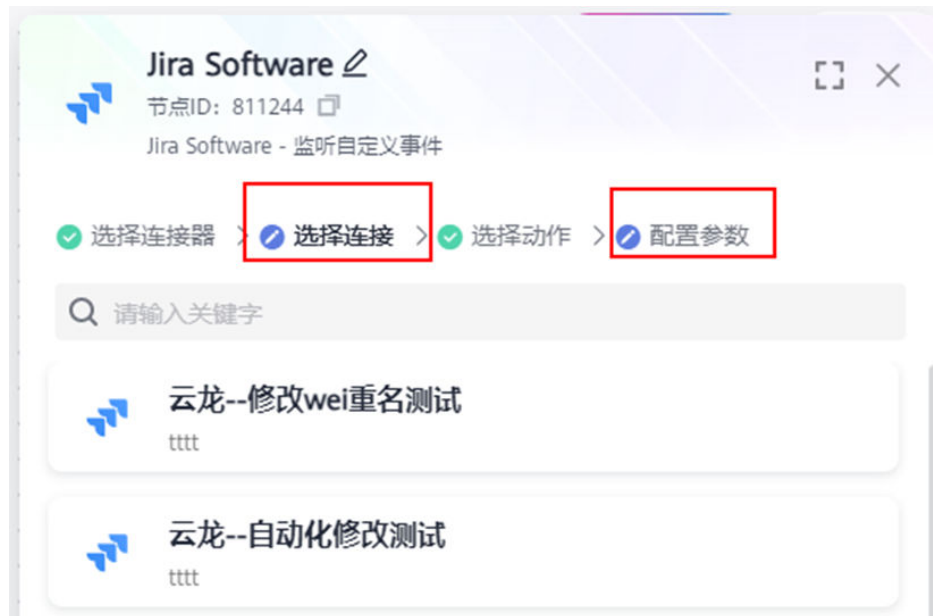 Jira Software
节点ID：811244
Jira Software - 监听自定义事件
选择连接器 > 选择连接 > 选择动作 > 配置参数
请输入关键字
云龙--修改wei重名测试
tttt
云龙--自动化修改测试
tttt